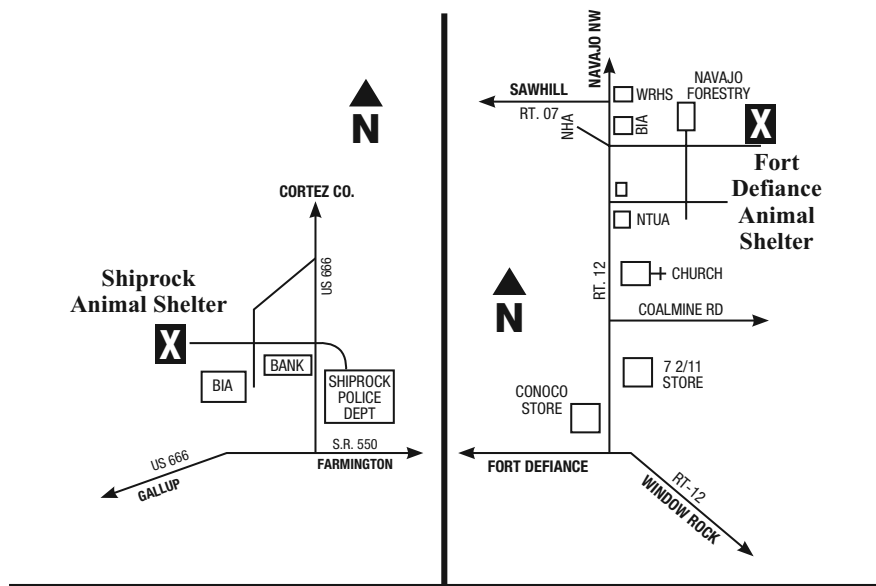 N
CORTEZ CO.
US 666
Shiprock
Animal Shelter
X
BANK
BIA
SHIPROCK
POLICE
DEPT
S.R. 550
FARMINGTON
US 666
GALLUP
NAVAJO NW
SAWHILL
RT. 07
NHA
WRHS
BIA
NAVAJO
FORESTRY
X
Fort
Defiance
Animal
Shelter
NTUA
RT. 12
CHURCH
N
COALMINE RD
7 2/11
STORE
CONOCO
STORE
FORT DEFIANCE
RT-12
WINDOW ROCK